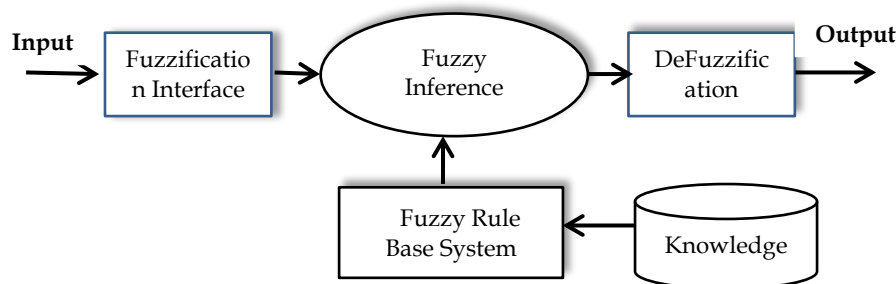 Input
Fuzzificatio
n Interface
Fuzzy
Inference
DeFuzzific
ation
Output
Fuzzy Rule
Base System
Knowledge